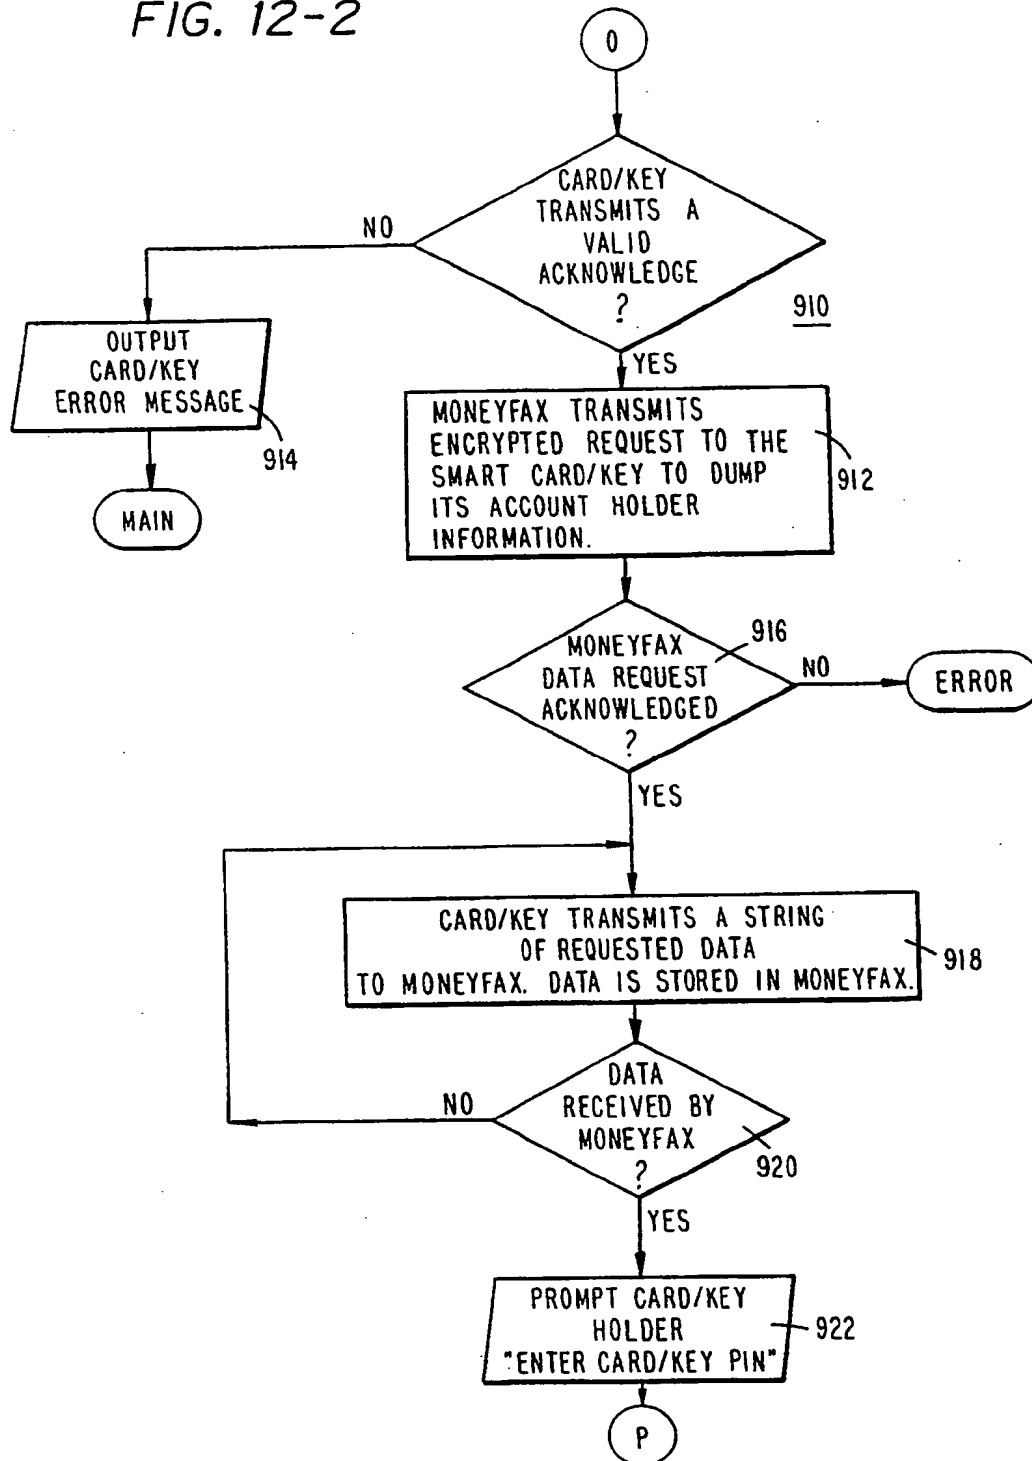 FIG. 12-2
O
CARD/KEY
TRANSMITS A
VALID
ACKNOWLEDGE
?
910
NO
YES
OUTPUT
CARD/KEY
ERROR MESSAGE
914
MAIN
MONEYFAX TRANSMITS
ENCRYPTED REQUEST TO THE
SMART CARD/KEY TO DUMP
ITS ACCOUNT HOLDER
INFORMATION.
912
MONEYFAX
DATA REQUEST
ACKNOWLEDGED
?
916
NO
ERROR
YES
CARD/KEY TRANSMITS A STRING
OF REQUESTED DATA
TO MONEYFAX. DATA IS STORED IN MONEYFAX.
918
DATA
RECEIVED BY
MONEYFAX
?
920
NO
YES
PROMPT CARD/KEY
HOLDER
"ENTER CARD/KEY PIN"
922
P